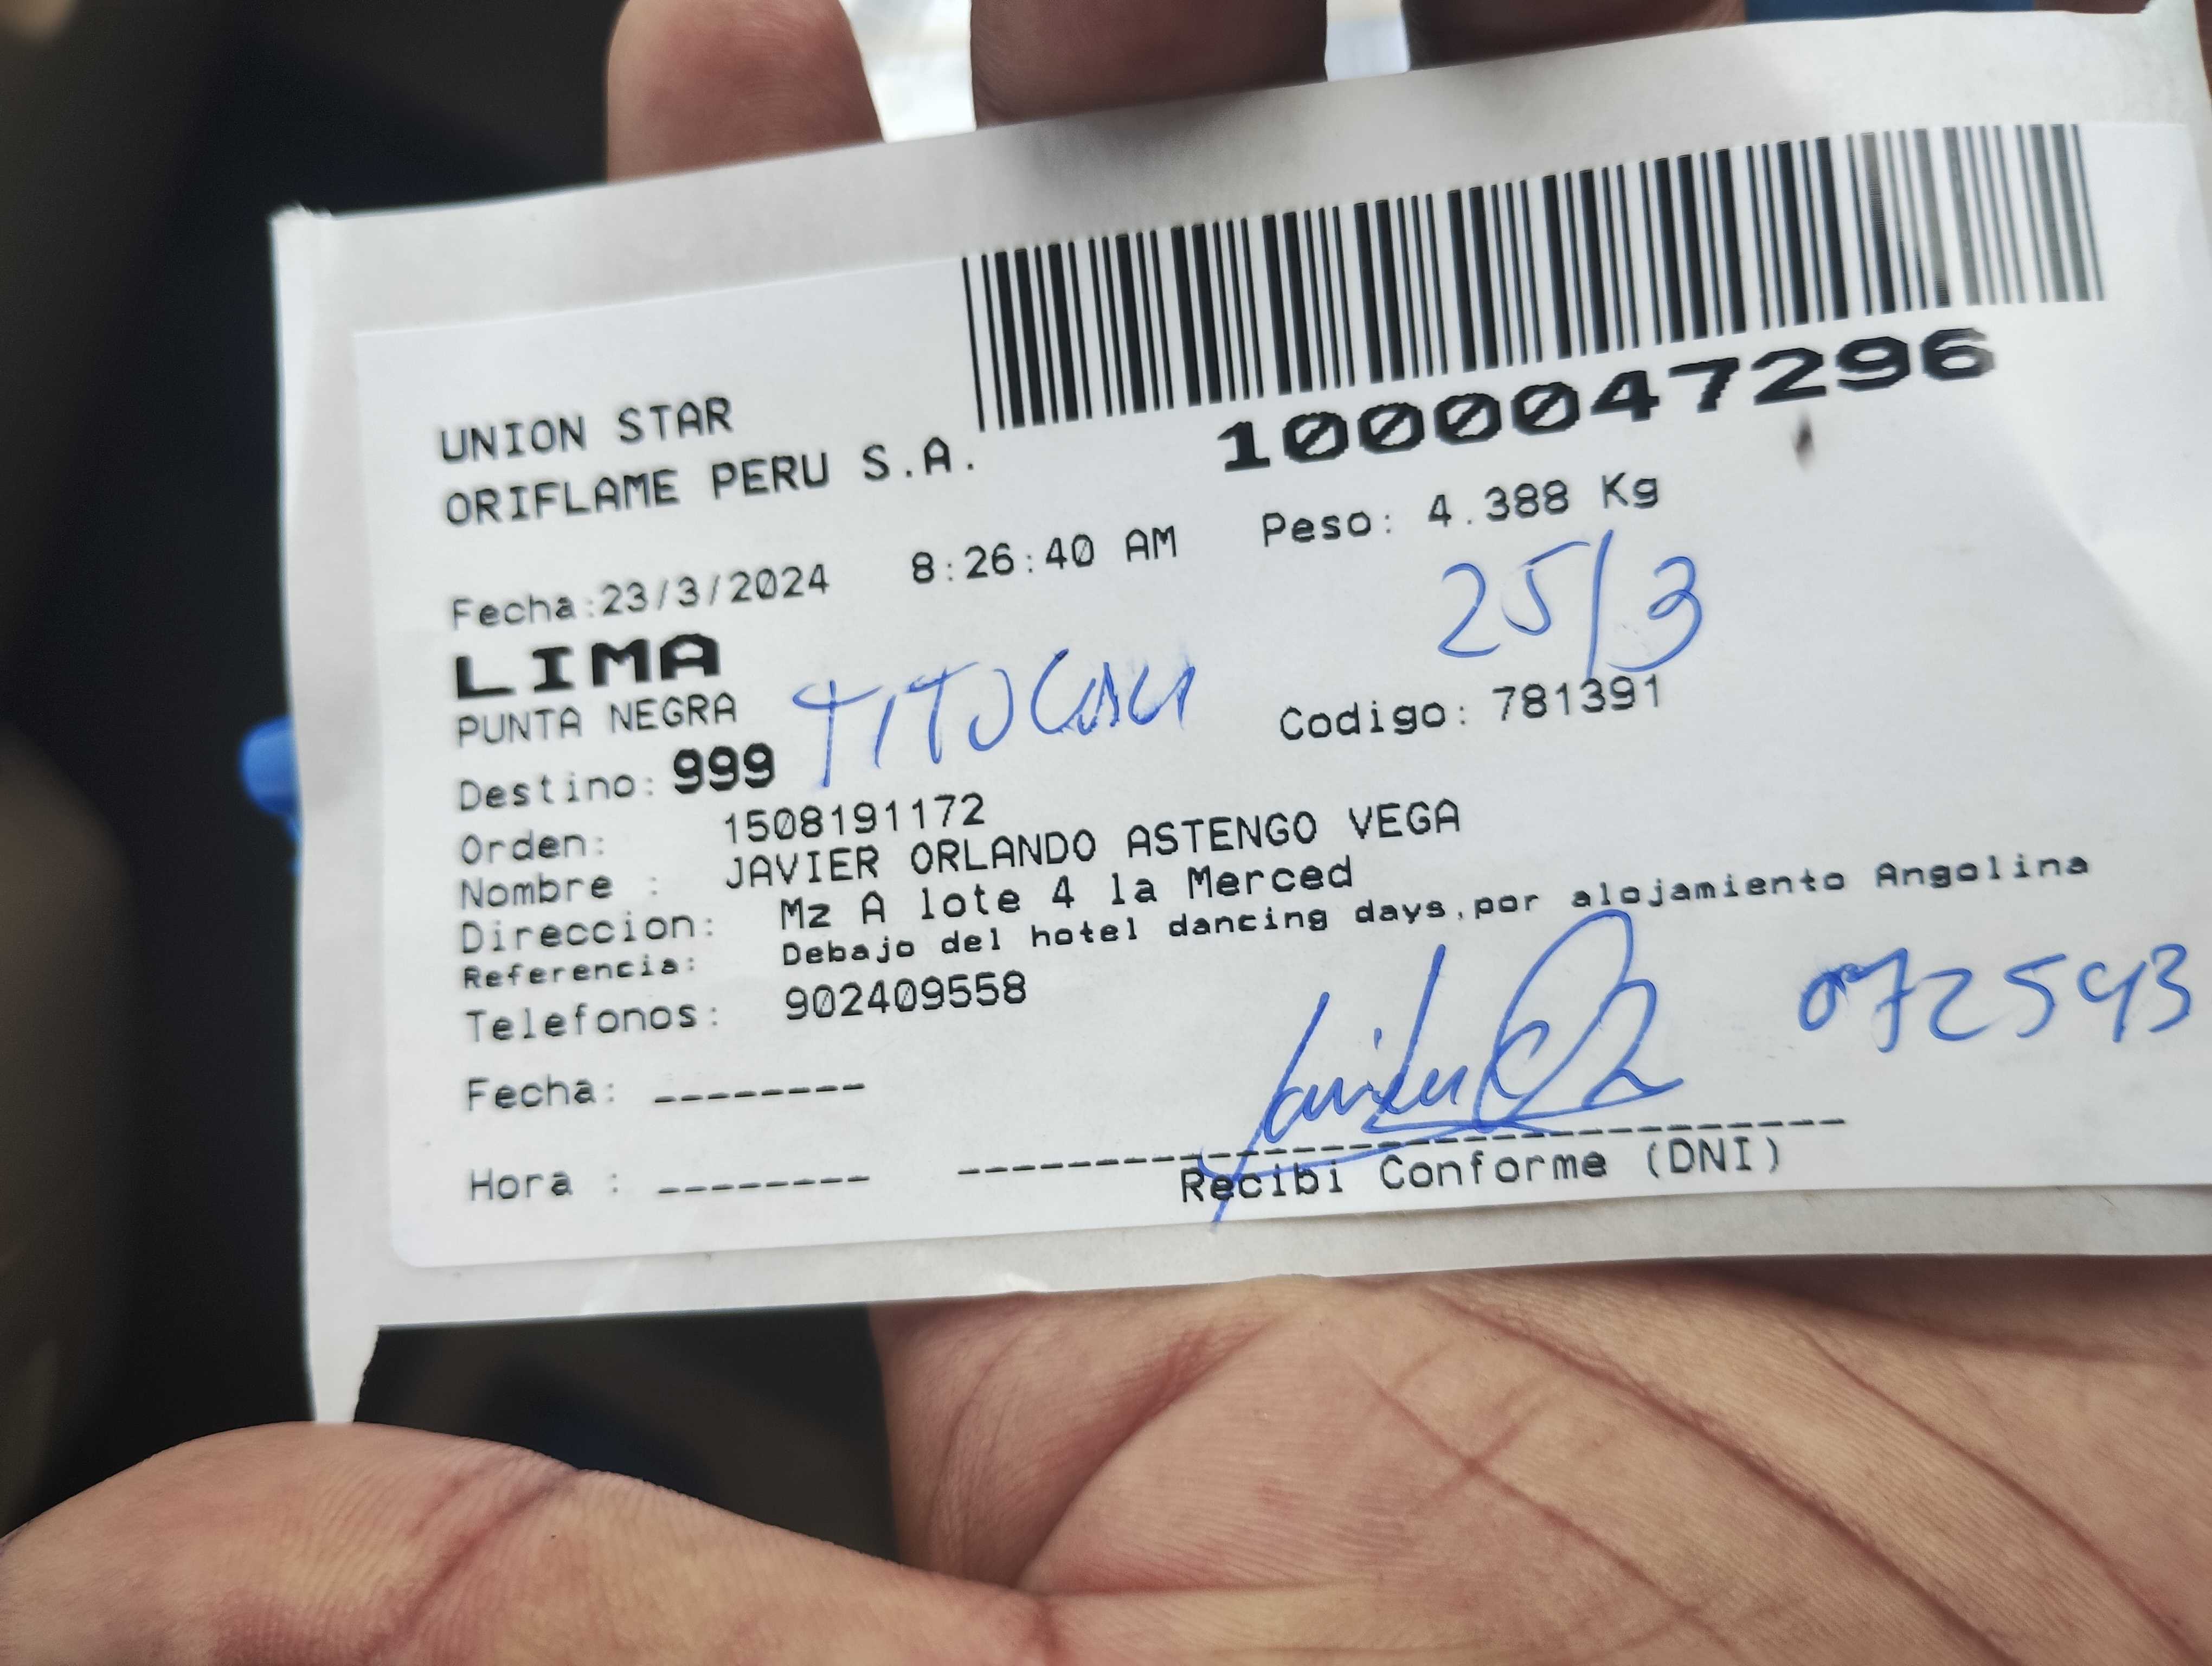 UNION STAR
ORIFLAME PERU S.A.
1000047296
Fecha:23/3/2024 8:26:40 AM Peso: 4.388 Kg
25/3
LIMA
PUNTA NEGRA
Codigo: 781391
Destino: 999
Orden: 1508191172
Nombre : JAVIER ORLANDO ASTENGO VEGA
Direccion: Mz A lote 4 la Merced
Referencia: Debajo del hotel dancing days,por alojamiento Angolina
Telefonos: 902409558
Fecha: --------
Hora : --------
Recibi Conforme (DNI)